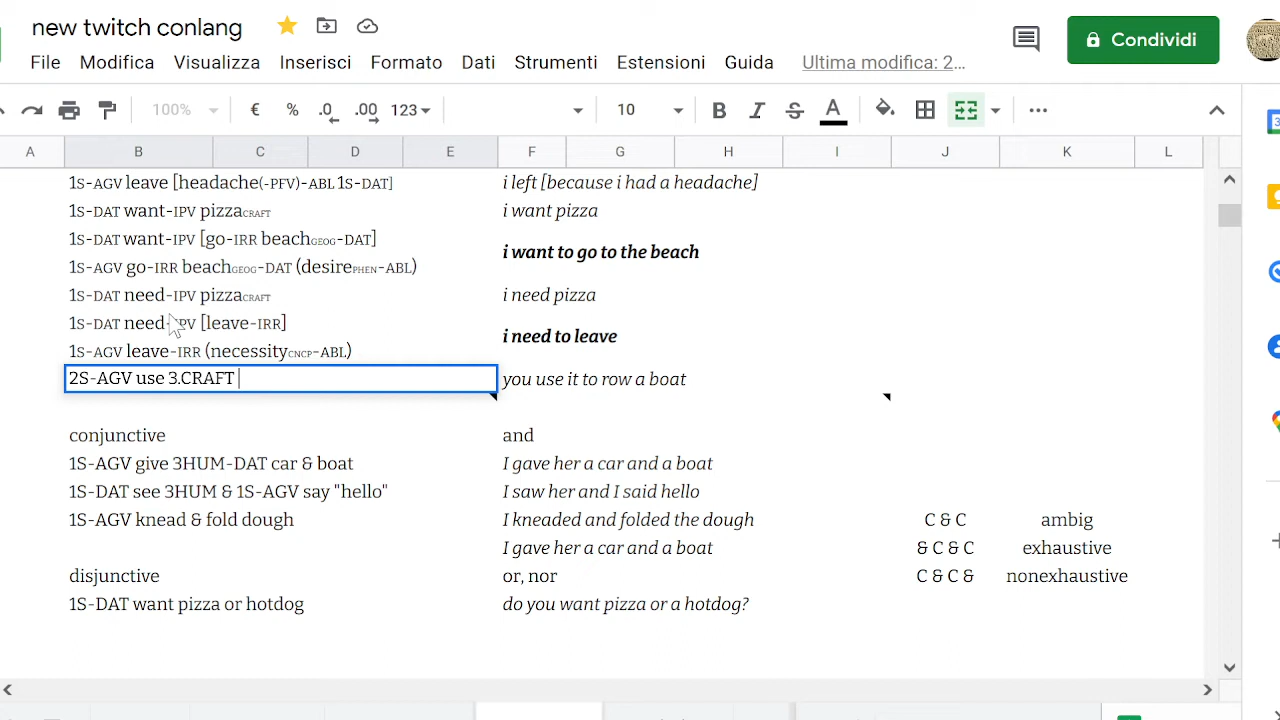 new twitch conlang
Condividi
File Modifica Visualizza Inserisci Formato Dati Strumenti Estensioni Guida Ultima modifica: 2...
100% € % .0 .00 123 10 B I S A
A B C D E F G H I J K L
1S-AGV leave [headache(-PFV)-ABL 1S-DAT] i left [because i had a headache]
1S-DAT want-IPV pizzaCRAFT i want pizza
1S-DAT want-IPV [go-IRR beachGEOG-DAT]
i want to go to the beach
1S-AGV go-IRR beachGEOG-DAT (desirePHEN-ABL)
1S-DAT need-IPV pizzaCRAFT i need pizza
1S-DAT need-IPV [leave-IRR]
i need to leave
1S-AGV leave-IRR (necessityCNCP-ABL)
2S-AGV use 3.CRAFT you use it to row a boat
conjunctive and
1S-AGV give 3HUM-DAT car & boat I gave her a car and a boat
1S-DAT see 3HUM & 1S-AGV say "hello" I saw her and I said hello
1S-AGV knead & fold dough I kneaded and folded the dough C & C ambig
I gave her a car and a boat & C & C exhaustive
disjunctive or, nor C & C & nonexhaustive
1S-DAT want pizza or hotdog do you want pizza or a hotdog?